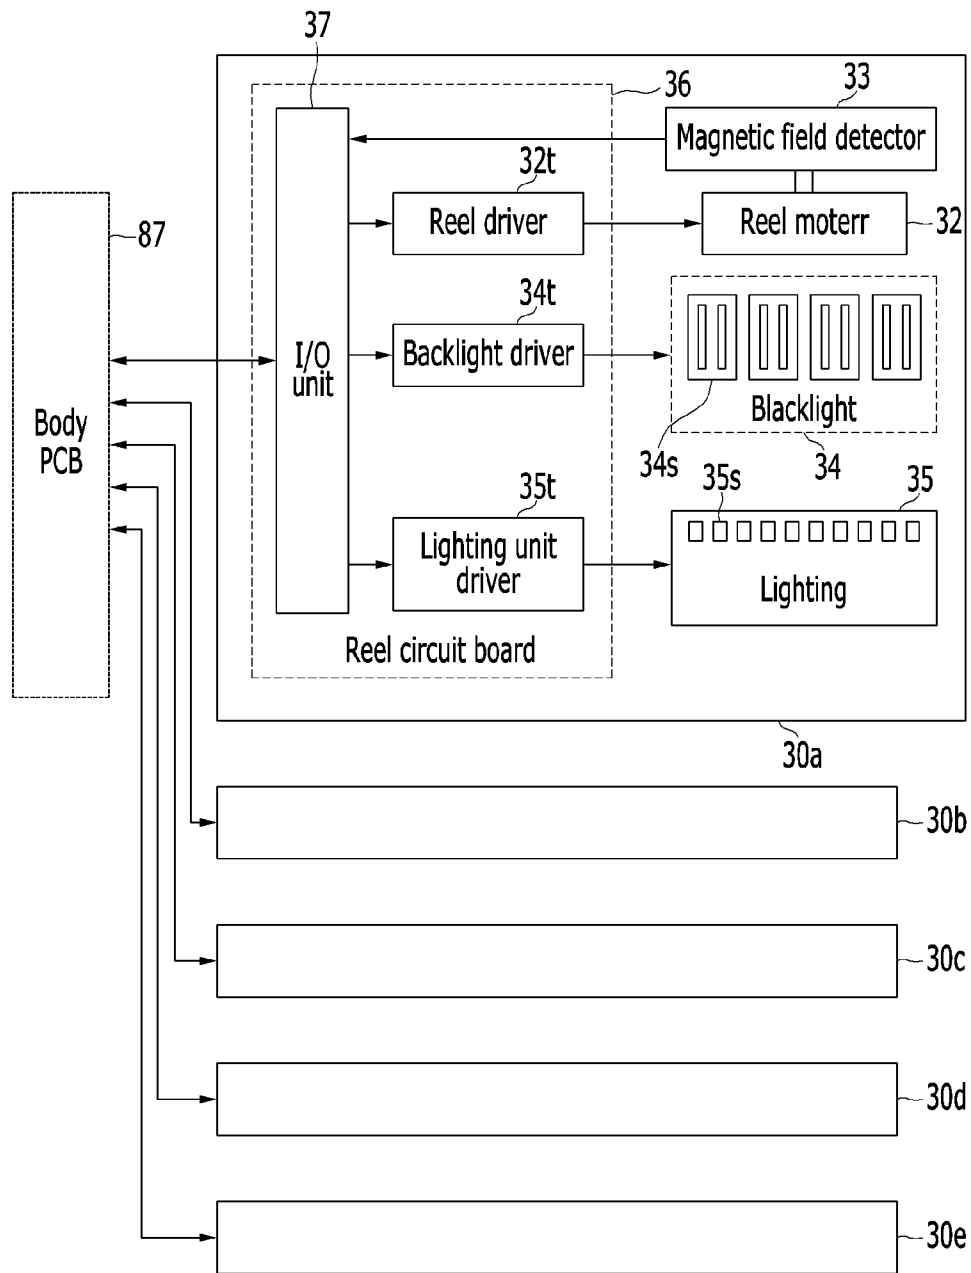 37
36
33
Magnetic field detector
32t
Reel driver
Reel moterr
32
87
34t
Backlight driver
I/O
unit
Blacklight
34s
34
Body
PCB
35t
35s
35
Lighting unit
driver
Lighting
Reel circuit board
30a
30b
30c
30d
30e